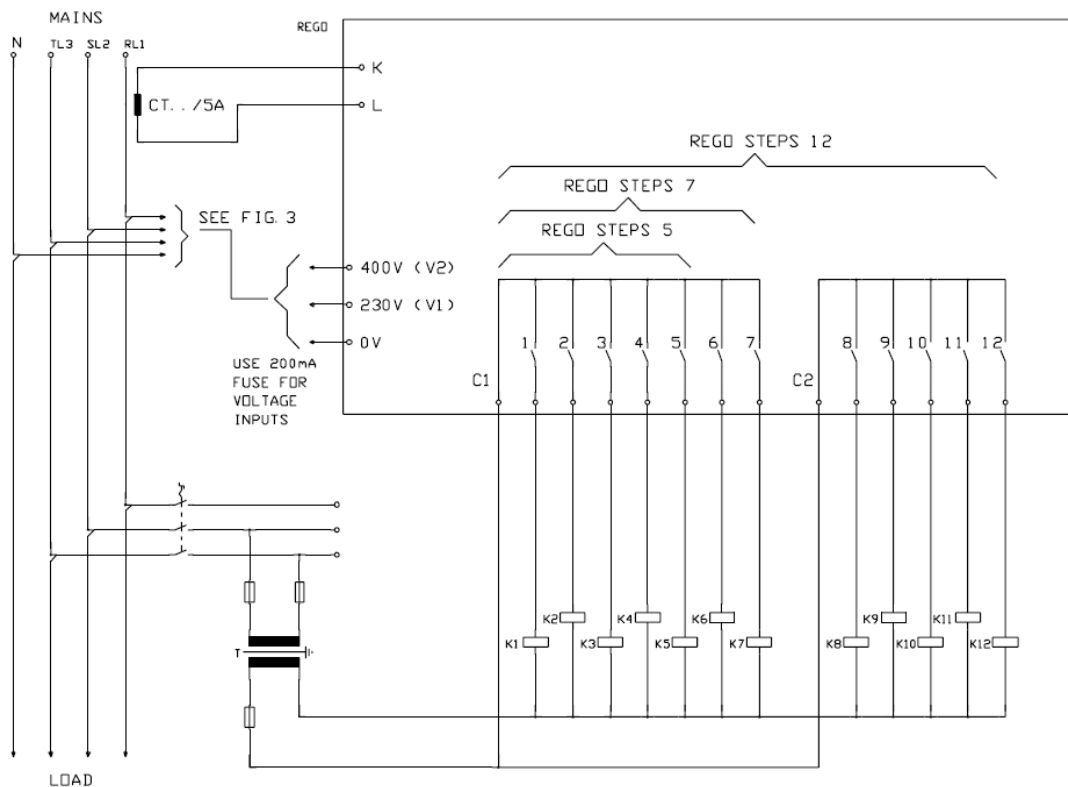 MAINS
N TL3 SL2 RL1
REGO
K
CT../5A
L
REGO STEPS 12
REGO STEPS 7
REGO STEPS 5
SEE FIG. 3
400V (V2)
230V (V1)
0V
USE 200mA
FUSE FOR
VOLTAGE
INPUTS
1 2 3 4 5 6 7 8 9 10 11 12
C1 C2
K2 K4 K6 K9 K11
K1 K3 K5 K7 K8 K10 K12
T
LOAD